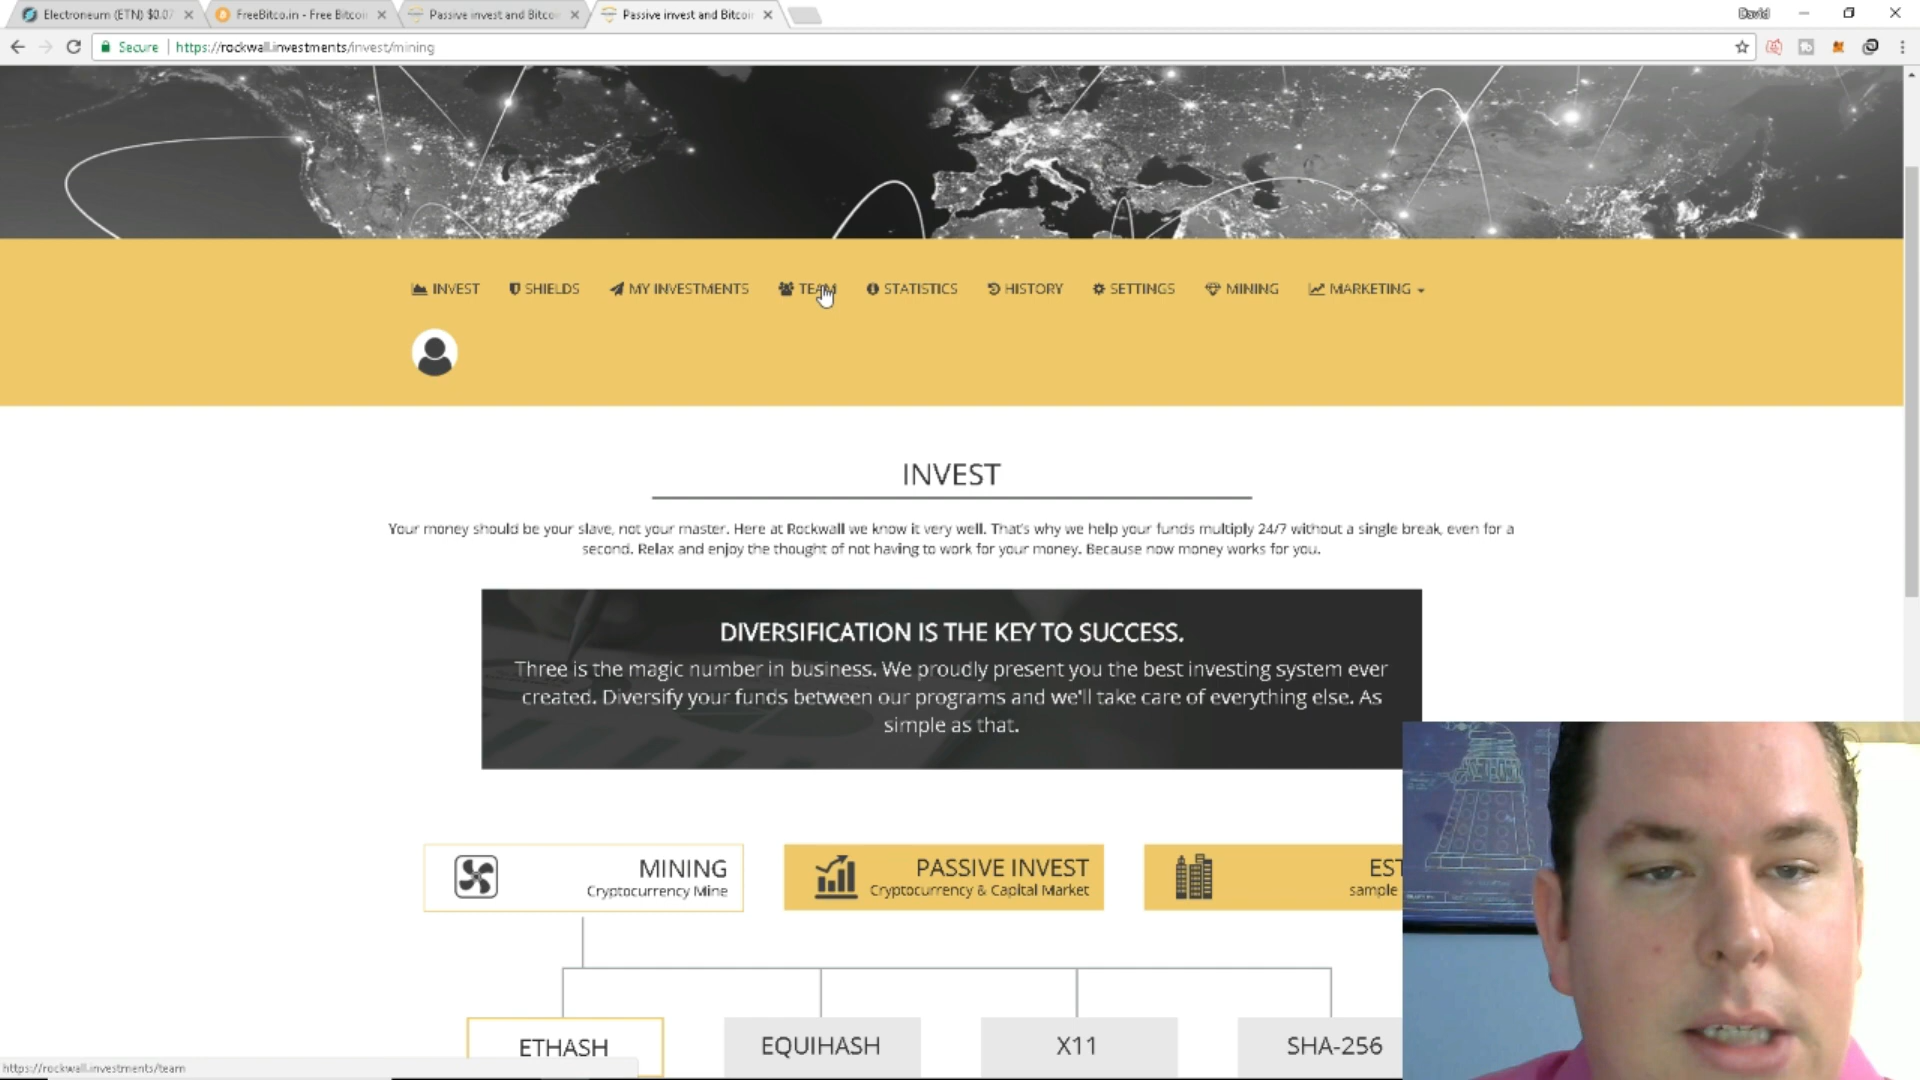 Electroneum (ETN) $0.07
FreeBitco.in - Free Bitcoin
Passive invest and Bitcoi
Passive invest and Bitcoi
David
Secure
https://rockwall.investments/invest/mining
INVEST
SHIELDS
MY INVESTMENTS
TEAM
STATISTICS
HISTORY
SETTINGS
MINING
MARKETING
INVEST
Your money should be your slave, not your master. Here at Rockwall we know it very well. That's why we help your funds multiply 24/7 without a single break, even for a
second. Relax and enjoy the thought of not having to work for your money. Because now money works for you.
DIVERSIFICATION IS THE KEY TO SUCCESS.
Three is the magic number in business. We proudly present you the best investing system ever
created. Diversify your funds between our programs and we'll take care of everything else. As
simple as that.
MINING
Cryptocurrency Mine
PASSIVE INVEST
Cryptocurrency & Capital Market
EST
sample
ETHASH
EQUIHASH
X11
SHA-256
https://rockwall.investments/team